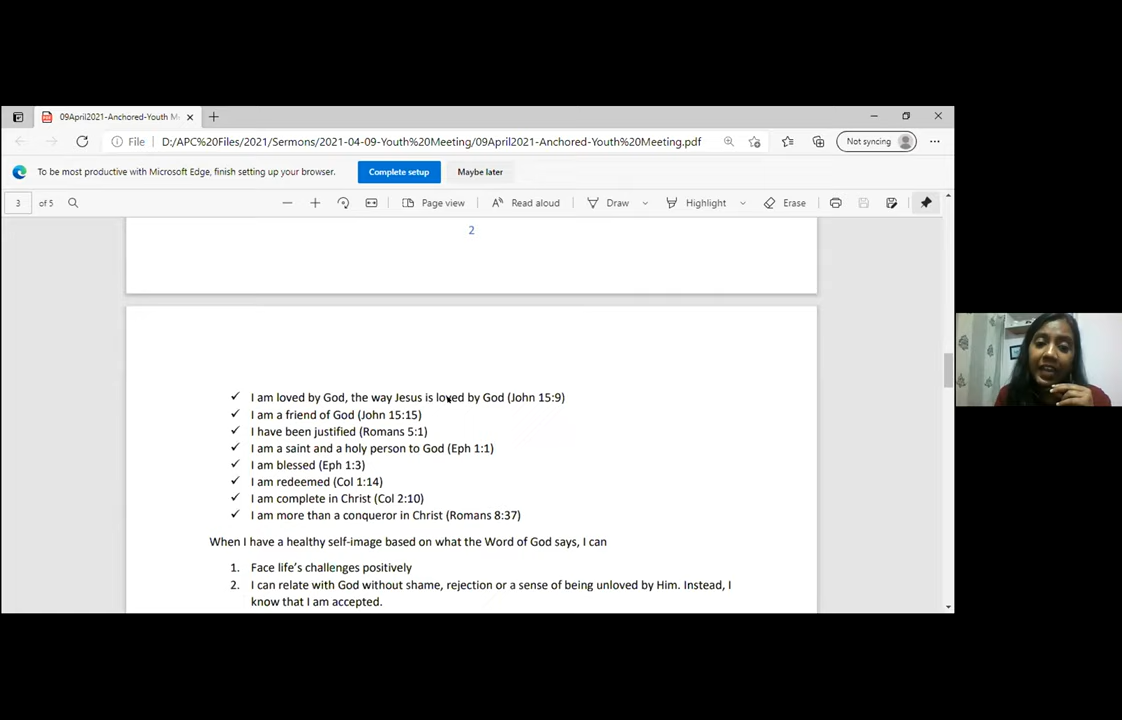 09April2021-Anchored-Youth M
File D:/APC%20Files/2021/Sermons/2021-04-09-Youth%20Meeting/09April2021-Anchored-Youth%20Meeting.pdf Not syncing
To be most productive with Microsoft Edge, finish setting up your browser. Complete setup Maybe later
3 of 5 Page view Read aloud Draw Highlight Erase
2
✓ I am loved by God, the way Jesus is loved by God (John 15:9)
✓ I am a friend of God (John 15:15)
✓ I have been justified (Romans 5:1)
✓ I am a saint and a holy person to God (Eph 1:1)
✓ I am blessed (Eph 1:3)
✓ I am redeemed (Col 1:14)
✓ I am complete in Christ (Col 2:10)
✓ I am more than a conqueror in Christ (Romans 8:37)
When I have a healthy self-image based on what the Word of God says, I can
1. Face life's challenges positively
2. I can relate with God without shame, rejection or a sense of being unloved by Him. Instead, I
know that I am accepted.